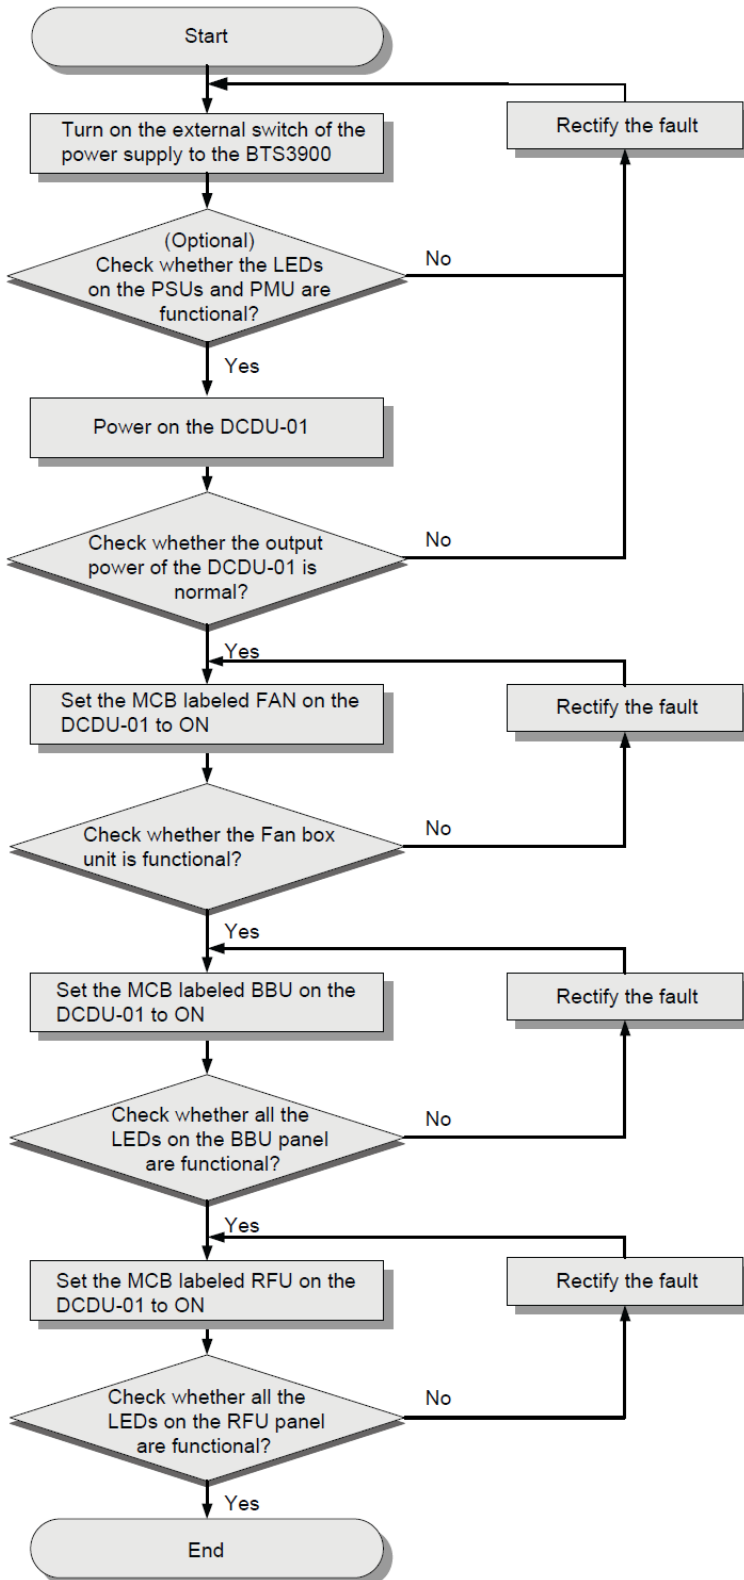 Start
Turn on the external switch of the
power supply to the BTS3900
Rectify the fault
(Optional)
Check whether the LEDs
on the PSUs and PMU are
functional?
No
Yes
Power on the DCDU-01
Check whether the output
power of the DCDU-01 is
normal?
No
Yes
Set the MCB labeled FAN on the
DCDU-01 to ON
Rectify the fault
Check whether the Fan box
unit is functional?
No
Yes
Set the MCB labeled BBU on the
DCDU-01 to ON
Rectify the fault
Check whether all the
LEDs on the BBU panel
are functional?
No
Yes
Set the MCB labeled RFU on the
DCDU-01 to ON
Rectify the fault
Check whether all the
LEDs on the RFU panel
are functional?
No
Yes
End